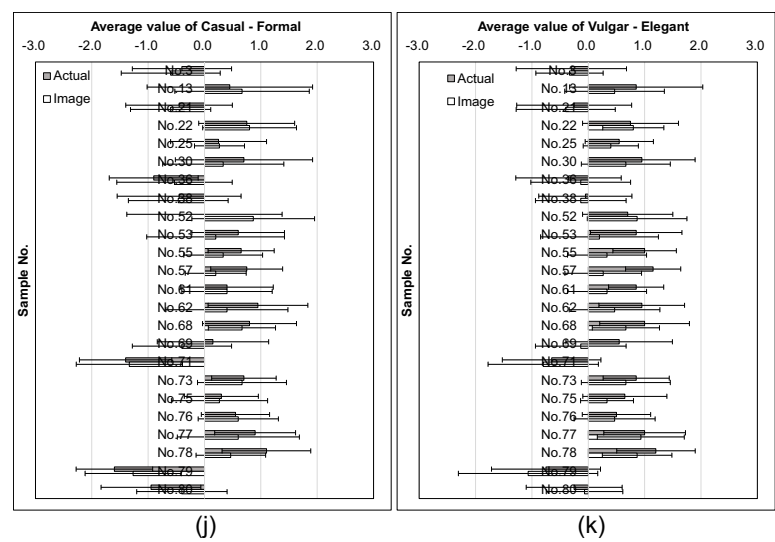 Average value of Casual - Formal
-3.0 -2.0 -1.0 0.0 1.0 2.0 3.0
Actual
Image
No.3
No.13
No.21
No.22
No.25
No.30
No.36
No.38
No.52
No.53
No.55
No.57
No.61
No.62
No.68
No.69
No.71
No.73
No.75
No.76
No.77
No.78
No.79
No.80
Sample No.
(j)
Average value of Vulgar - Elegant
-3.0 -2.0 -1.0 0.0 1.0 2.0 3.0
Actual
Image
No.3
No.13
No.21
No.22
No.25
No.30
No.36
No.38
No.52
No.53
No.55
No.57
No.61
No.62
No.68
No.69
No.71
No.73
No.75
No.76
No.77
No.78
No.79
No.80
Sample No.
(k)